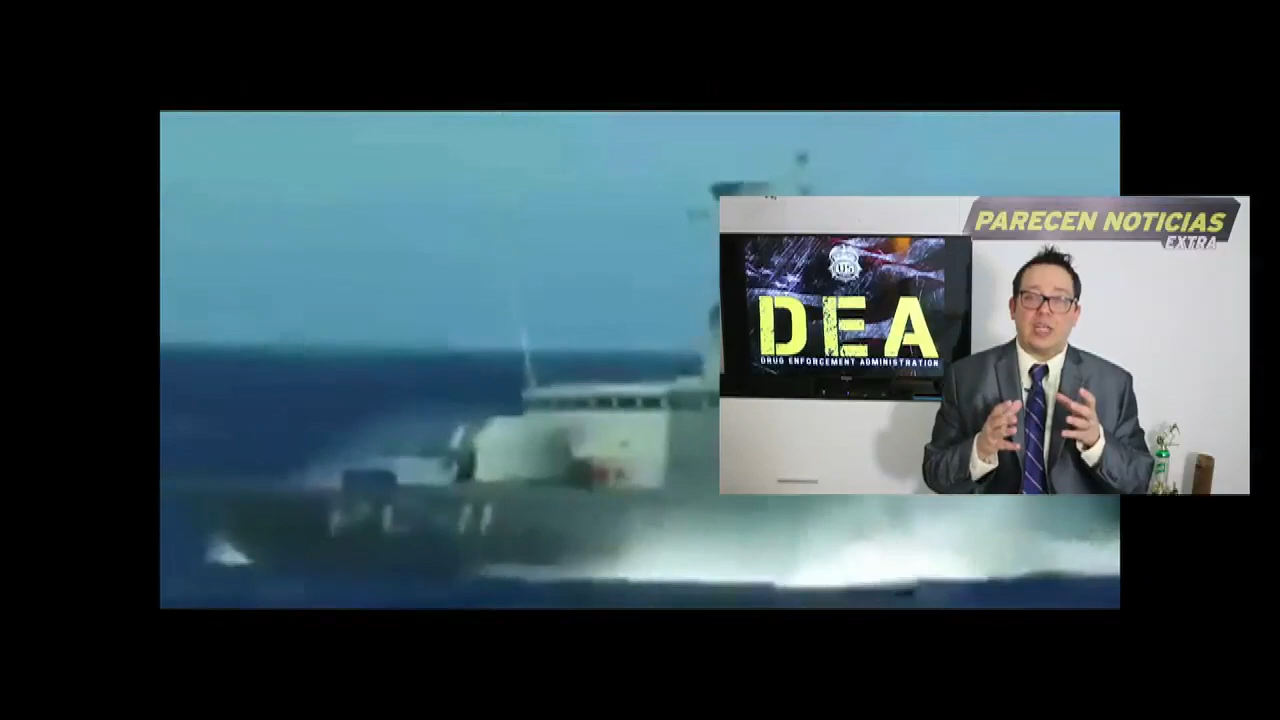 PARECEN NOTICIAS
EXTRA
DEA
DRUG ENFORCEMENT ADMINISTRATION